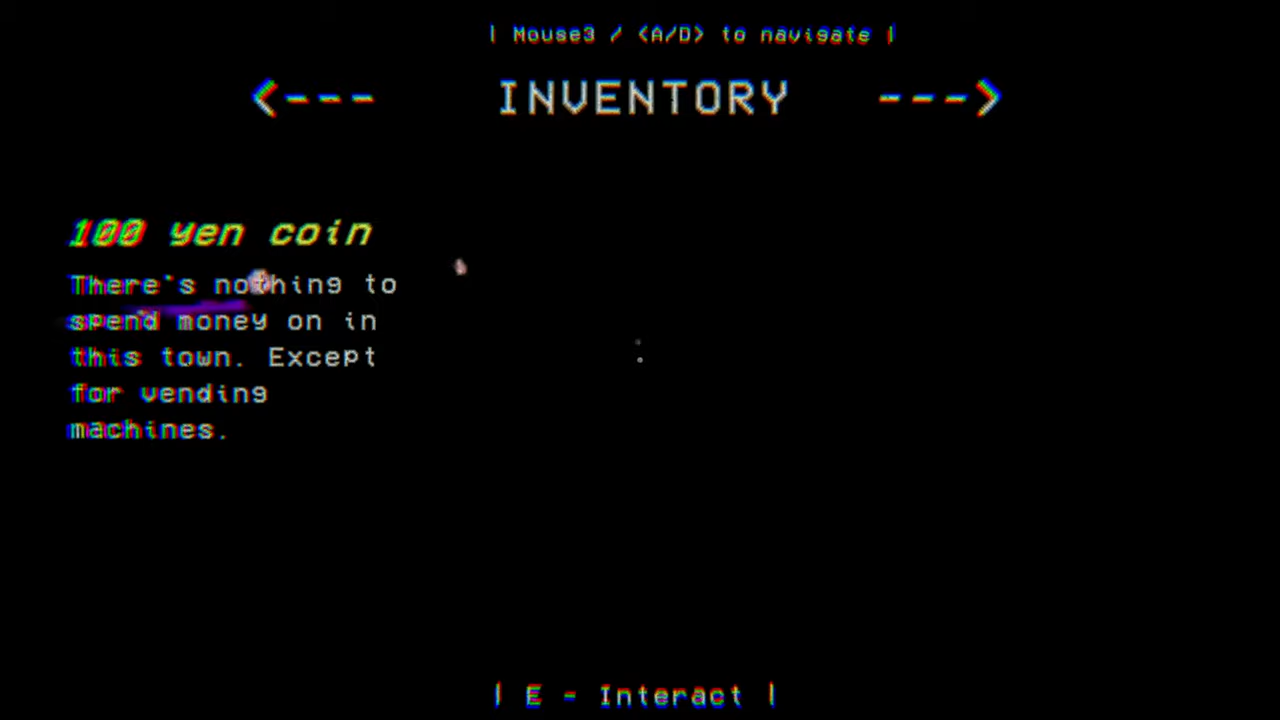 | Mouse3 / <A/D> to navigate |
<--- INVENTORY --->
100 yen coin
There's nothing to
spend money on in
this town. Except
for vending
machines.
| E - Interact |